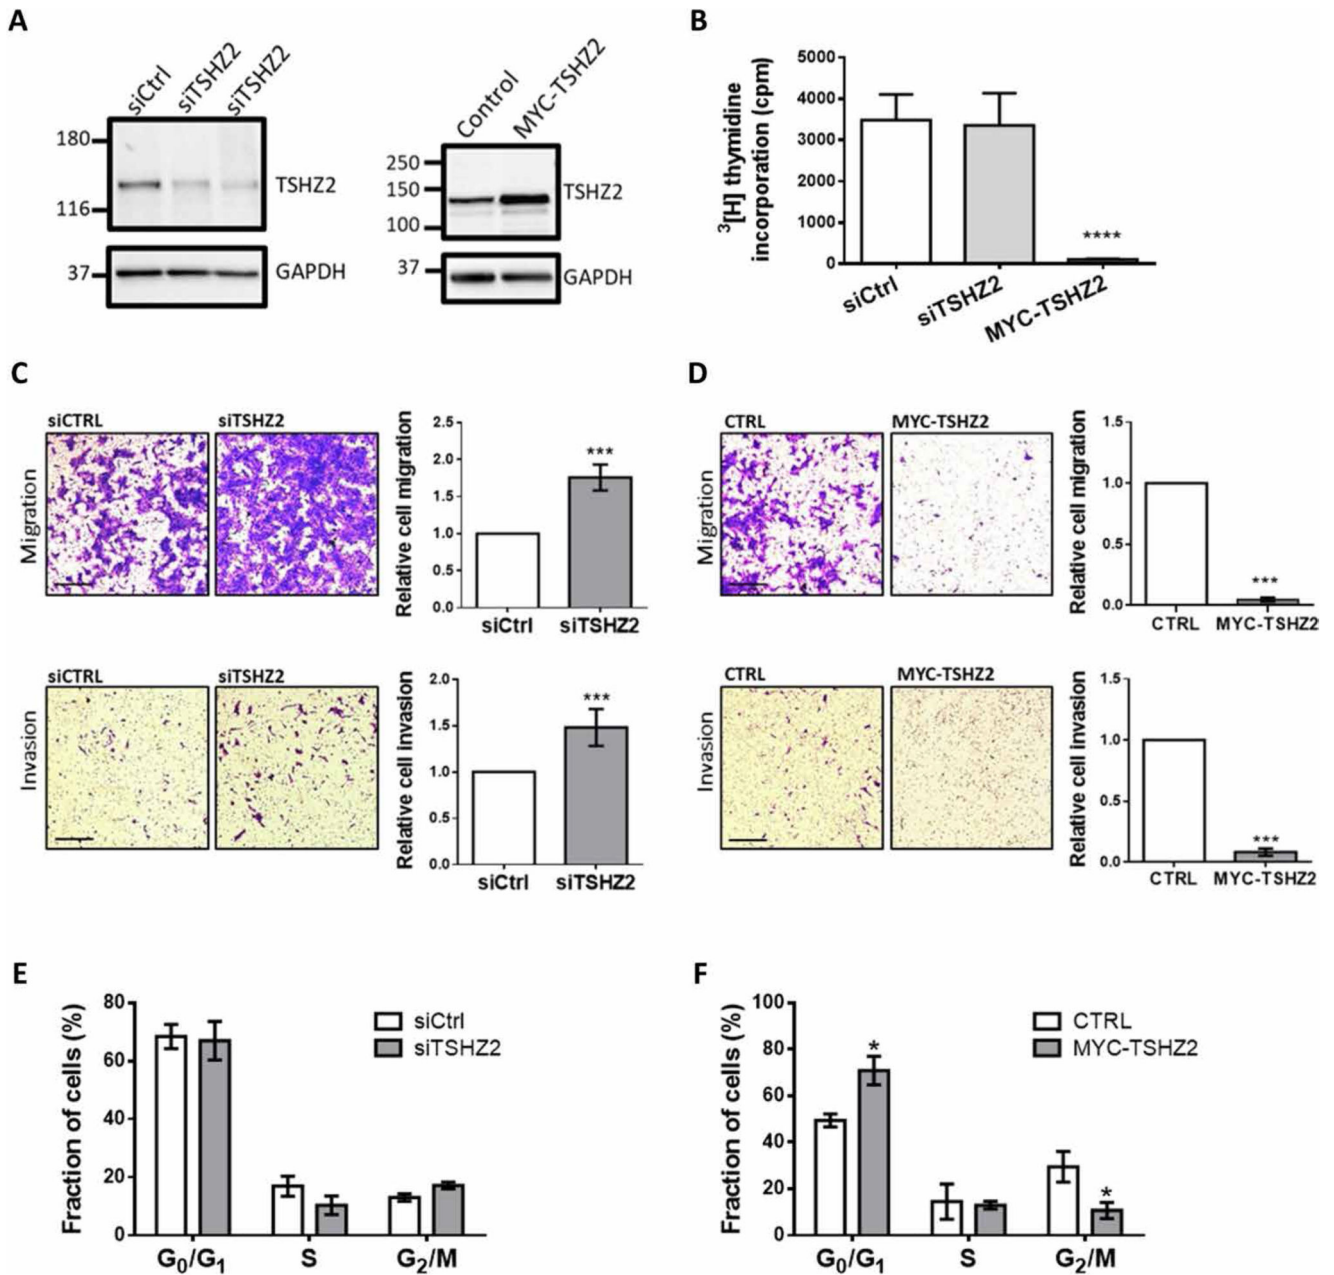 A
siCtrl
siTSHZ2
siTSHZ2
180
116
TSHZ2
37
GAPDH
Control
MYC-TSHZ2
250
150
100
TSHZ2
37
GAPDH
B
³[H] thymidine
incorporation (cpm)
5000
4000
3000
2000
1000
0
****
siCtrl
siTSHZ2
MYC-TSHZ2
C
siCTRL
siTSHZ2
Migration
Relative cell migration
2.5
2.0
1.5
1.0
0.5
0.0
***
siCtrl
siTSHZ2
siCTRL
siTSHZ2
Invasion
Relative cell invasion
2.0
1.5
1.0
0.5
0.0
***
siCtrl
siTSHZ2
D
CTRL
MYC-TSHZ2
Migration
Relative cell migration
1.5
1.0
0.5
0.0
***
CTRL
MYC-TSHZ2
CTRL
MYC-TSHZ2
Invasion
Relative cell invasion
1.5
1.0
0.5
0.0
***
CTRL
MYC-TSHZ2
E
Fraction of cells (%)
80
60
40
20
0
siCtrl
siTSHZ2
G₀/G₁
S
G₂/M
F
Fraction of cells (%)
100
80
60
40
20
0
*
*
CTRL
MYC-TSHZ2
G₀/G₁
S
G₂/M